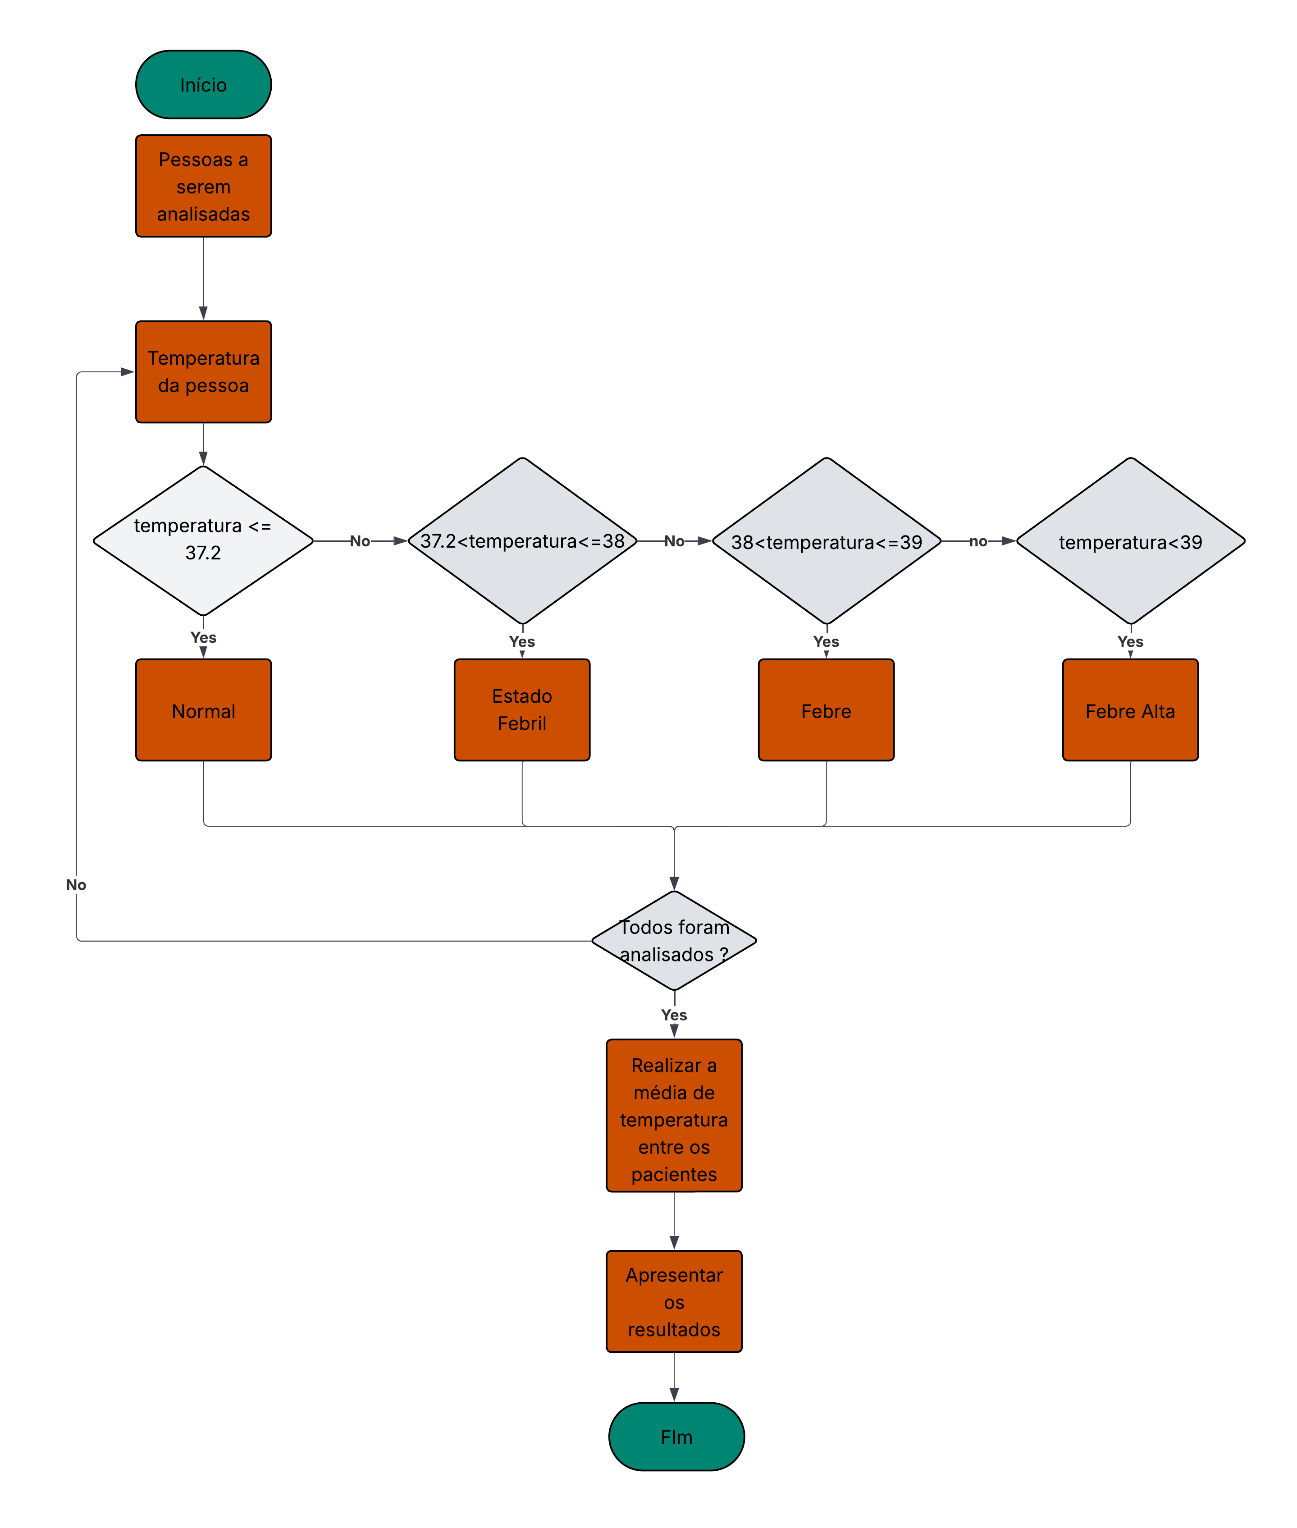 Início
Pessoas a
serem
analisadas
Temperatura
da pessoa
temperatura <=
37.2
No
37.2<temperatura<=38
No
38<temperatura<=39
no
temperatura<39
Yes
Yes
Yes
Yes
Normal
Estado
Febril
Febre
Febre Alta
No
Todos foram
analisados ?
Yes
Realizar a
média de
temperatura
entre os
pacientes
Apresentar
os
resultados
FIm